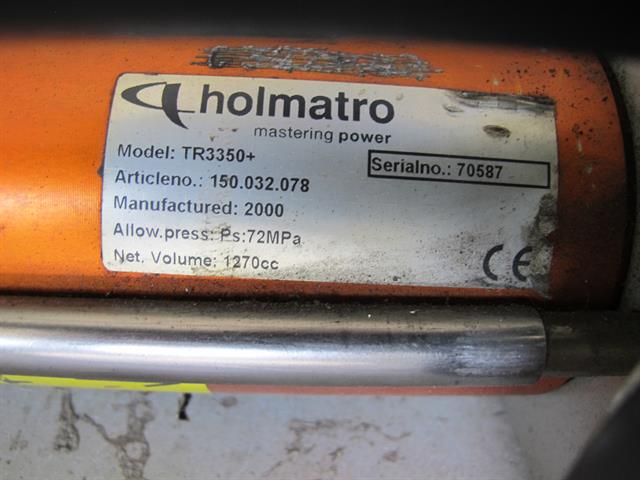 holmatro
mastering power
Model: TR3350+
Serialno.: 70587
Articleno.: 150.032.078
Manufactured: 2000
Allow.press: Ps:72MPa
Net. Volume: 1270cc
CE